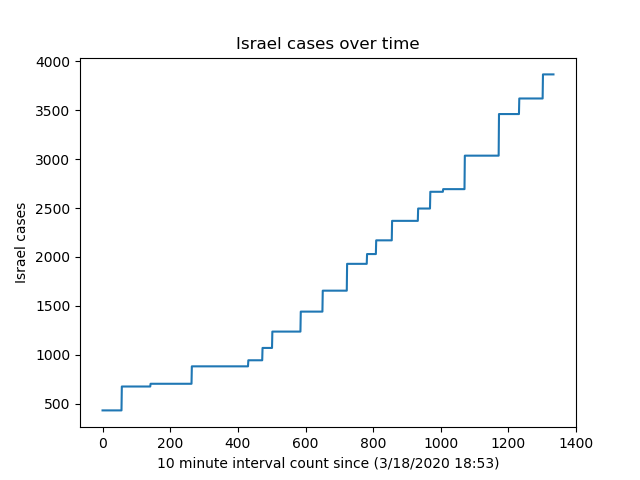 Israel cases over time
4000
3500
3000
2500
2000
1500
1000
500
Israel cases
0 200 400 600 800 1000 1200 1400
10 minute interval count since (3/18/2020 18:53)